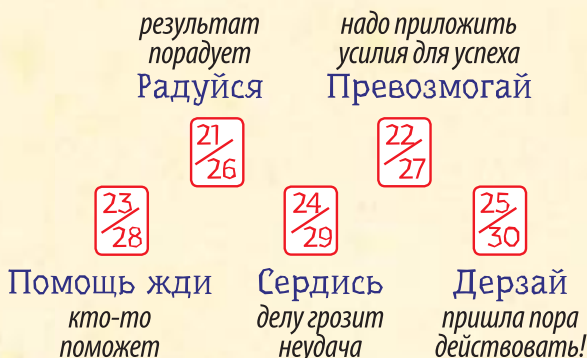 результат
порадует
Радуйся
надо приложить
усилия для успеха
Превозмогай
21/26
22/27
23/28
24/29
25/30
Помощь жди
кто-то
поможет
Сердись
делу грозит
неудача
Дерзай
пришла пора
действовать!